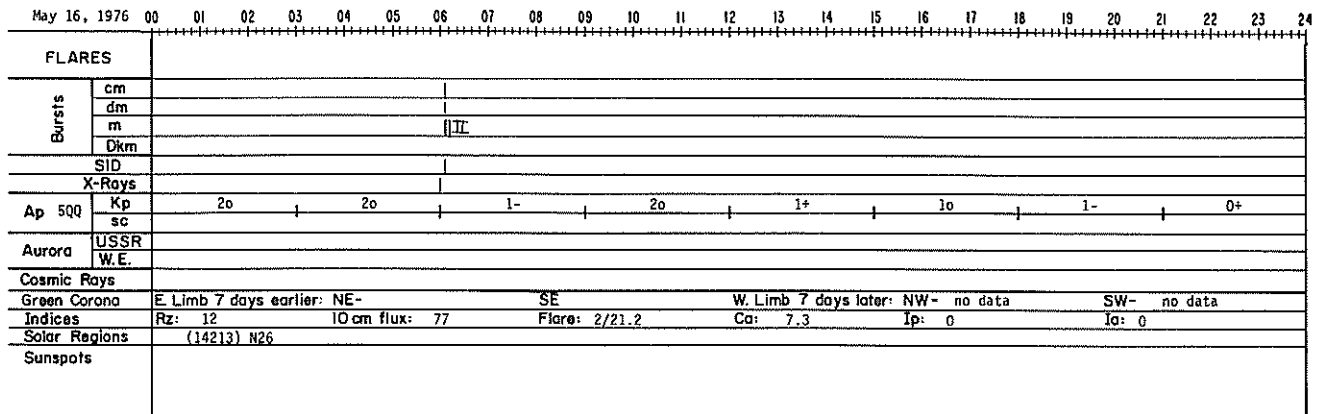 May 16, 1976 00 01 02 03 04 05 06 07 08 09 10 11 12 13 14 15 16 17 18 19 20 21 22 23 24
FLARES
Bursts
cm
dm
m II
Dkm
SID
X-Rays
Ap 5QQ Kp 2o 2o 1- 2o 1+ 1o 1- 0+
sc
Aurora
USSR
W.E.
Cosmic Rays
Green Corona E. Limb 7 days earlier: NE- SE W. Limb 7 days later: NW- no data SW- no data
Indices Rz: 12 10 cm flux: 77 Flare: 2/21.2 Ca: 7.3 Ip: 0 Ia: 0
Solar Regions (14213) N26
Sunspots